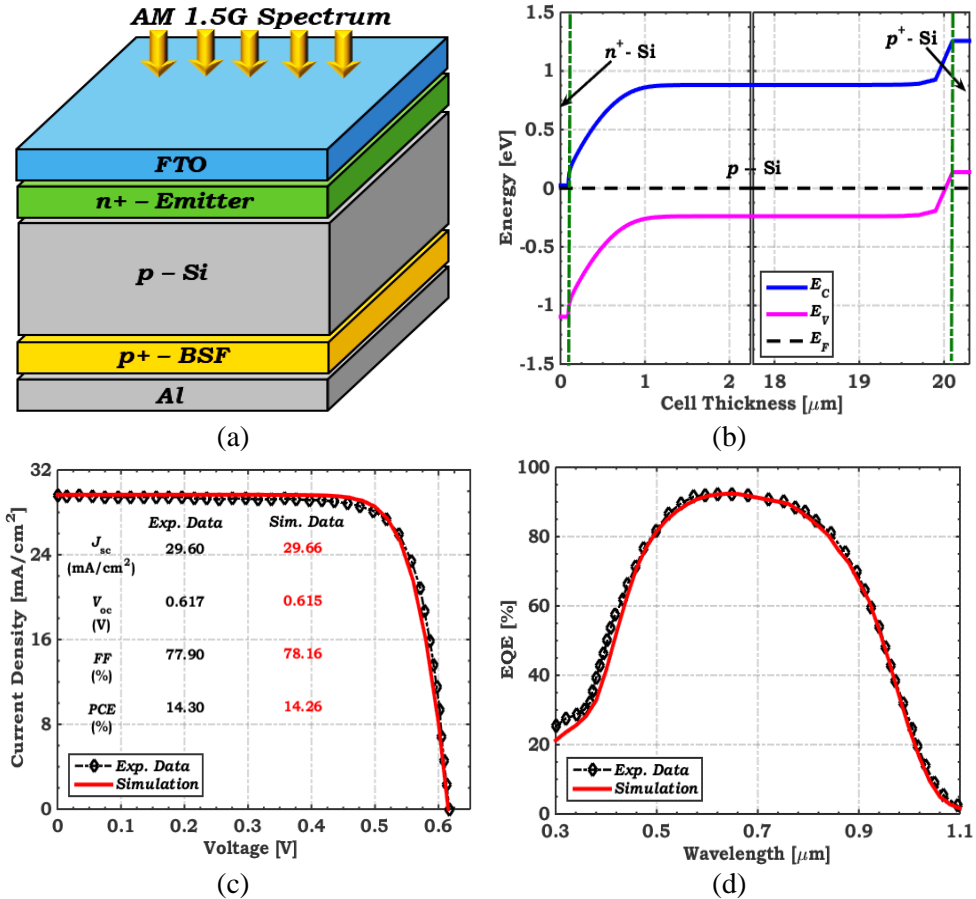 AM 1.5G Spectrum
FTO
n+ – Emitter
p – Si
p+ – BSF
Al
(a)
Energy [eV]
1.5
1
0.5
0
-0.5
-1
-1.5
n⁺- Si
p⁺- Si
p – Si
E_C
E_V
E_F
0 1 2 18 19 20
Cell Thickness [μm]
(b)
Current Density [mA/cm²]
32
24
16
8
0
Exp. Data Sim. Data
J_sc 29.60 29.66
(mA/cm²)
V_oc 0.617 0.615
(V)
FF 77.90 78.16
(%)
PCE 14.30 14.26
(%)
Exp. Data
Simulation
0 0.1 0.2 0.3 0.4 0.5 0.6
Voltage [V]
(c)
EQE [%]
100
80
60
40
20
0
Exp. Data
Simulation
0.3 0.5 0.7 0.9 1.1
Wavelength [μm]
(d)